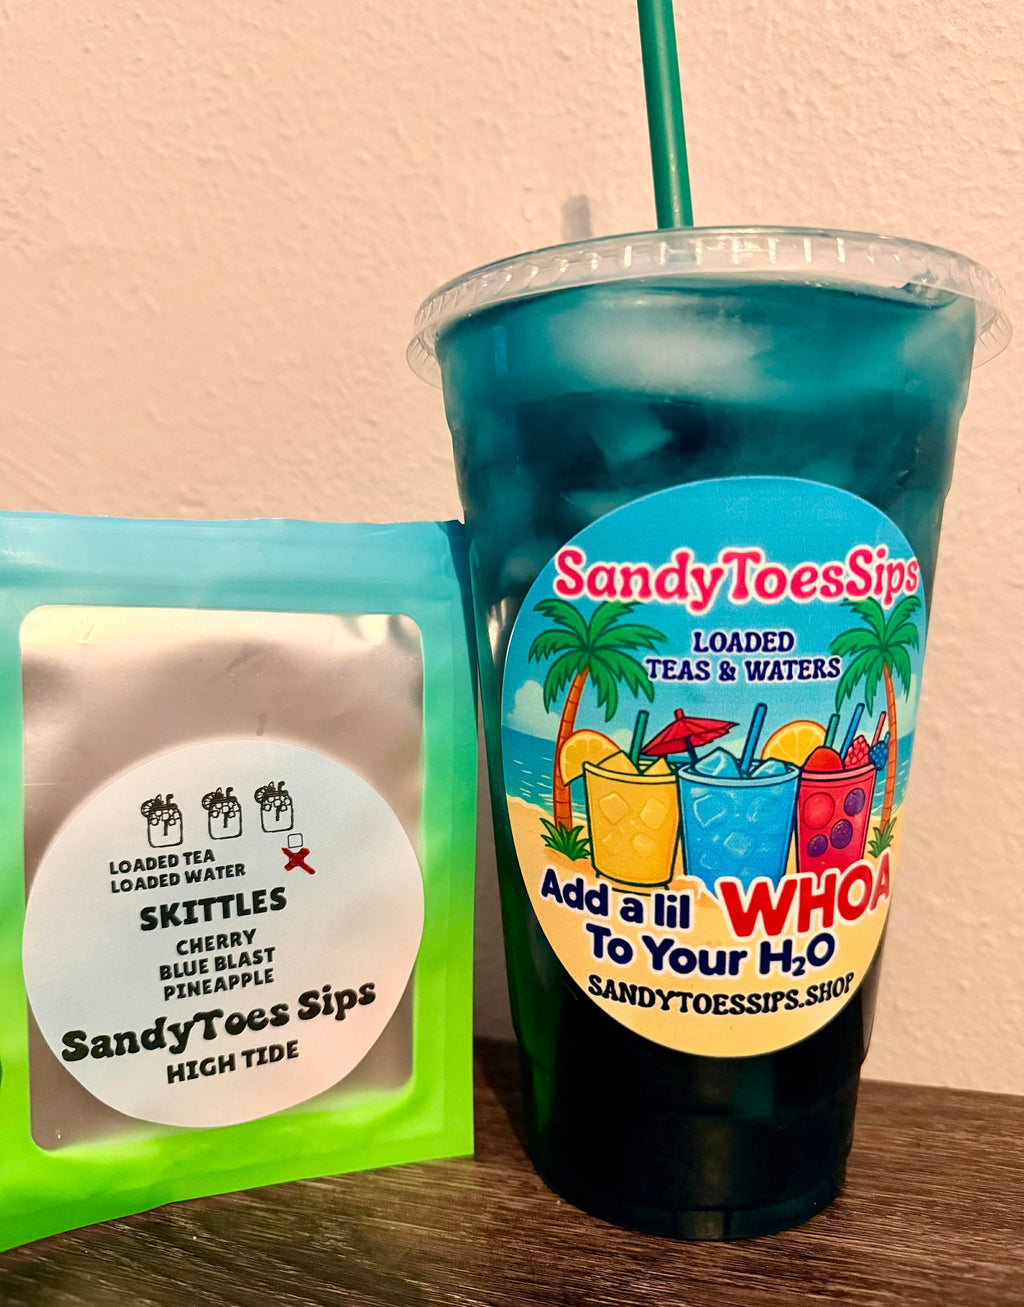 LOADED TEA
LOADED WATER
SKITTLES
CHERRY
BLUE BLAST
PINEAPPLE
SandyToes Sips
HIGH TIDE
SandyToesSips
LOADED
TEAS & WATERS
Add a lil WHOA
To Your H₂O
SANDYTOESSIPS.SHOP